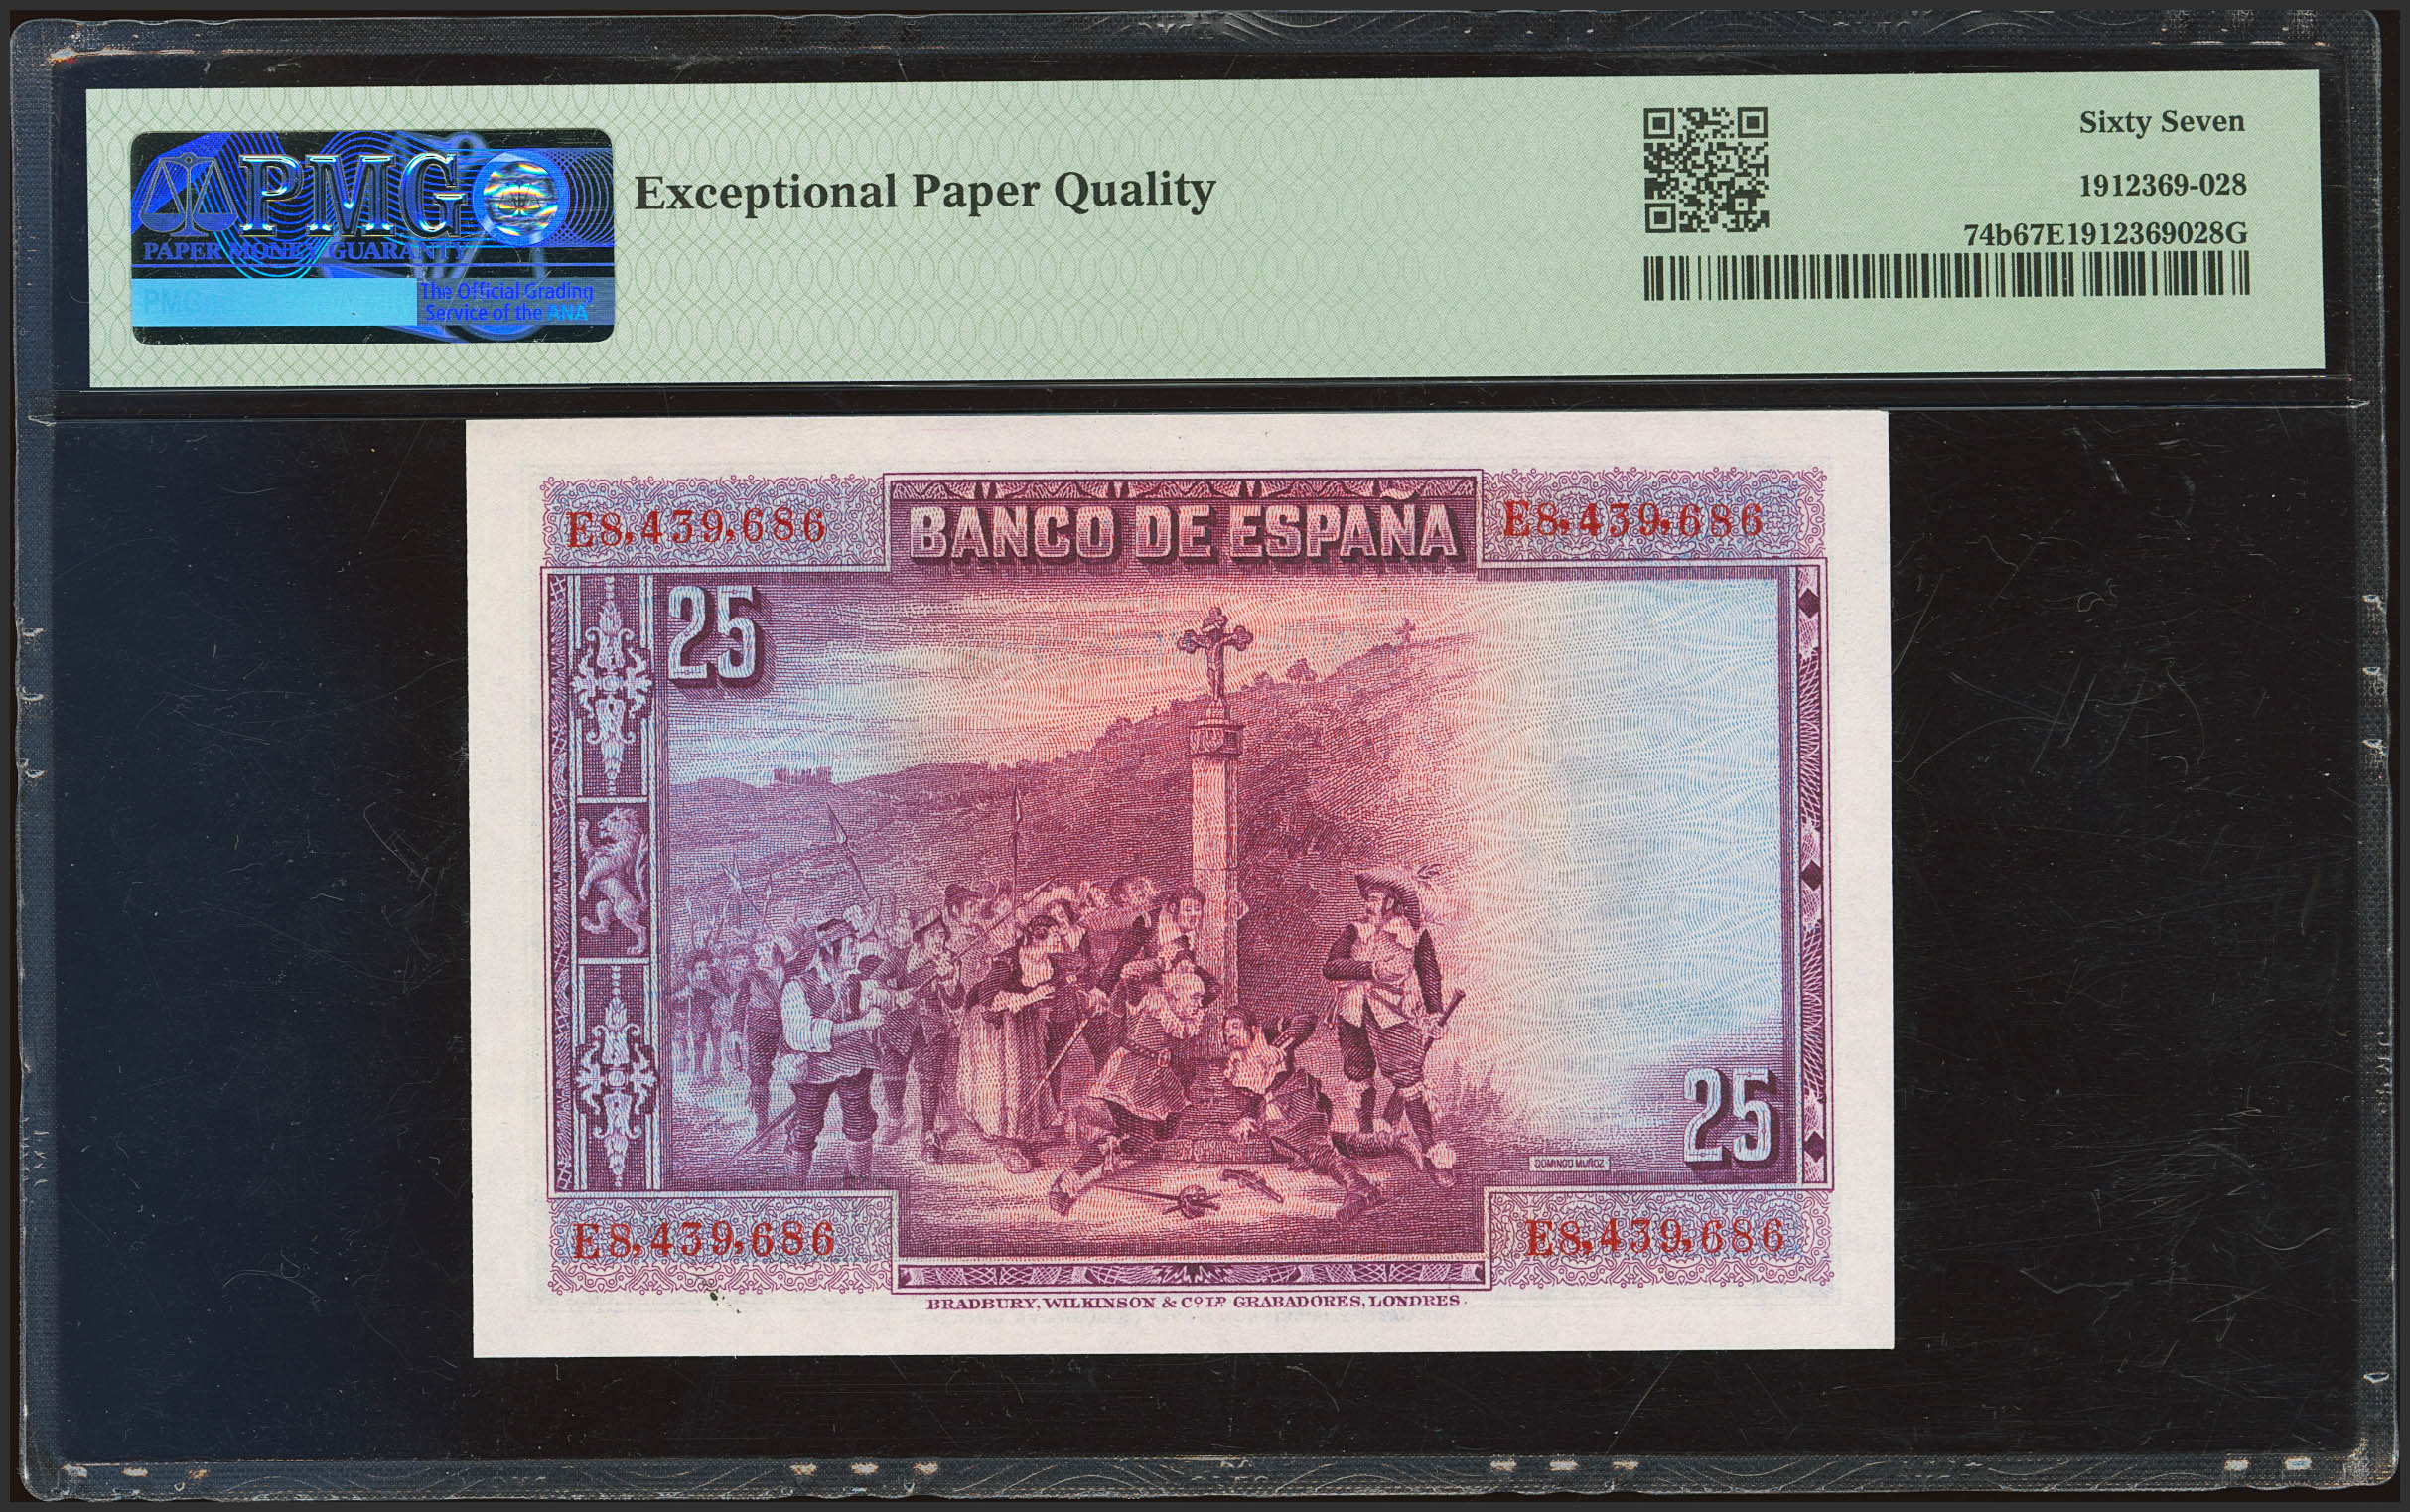 PMG
PAPER MONEY GUARANTY
The Official Grading
Service of the ANA
Exceptional Paper Quality
Sixty Seven
1912369-028
74b67E1912369028G
E8,439,686
BANCO DE ESPAÑA
E8,439,686
25
25
DOMINGO MUÑOZ
E8,439,686
E8,439,686
BRADBURY, WILKINSON & Cº Lᴰ GRABADORES, LONDRES.